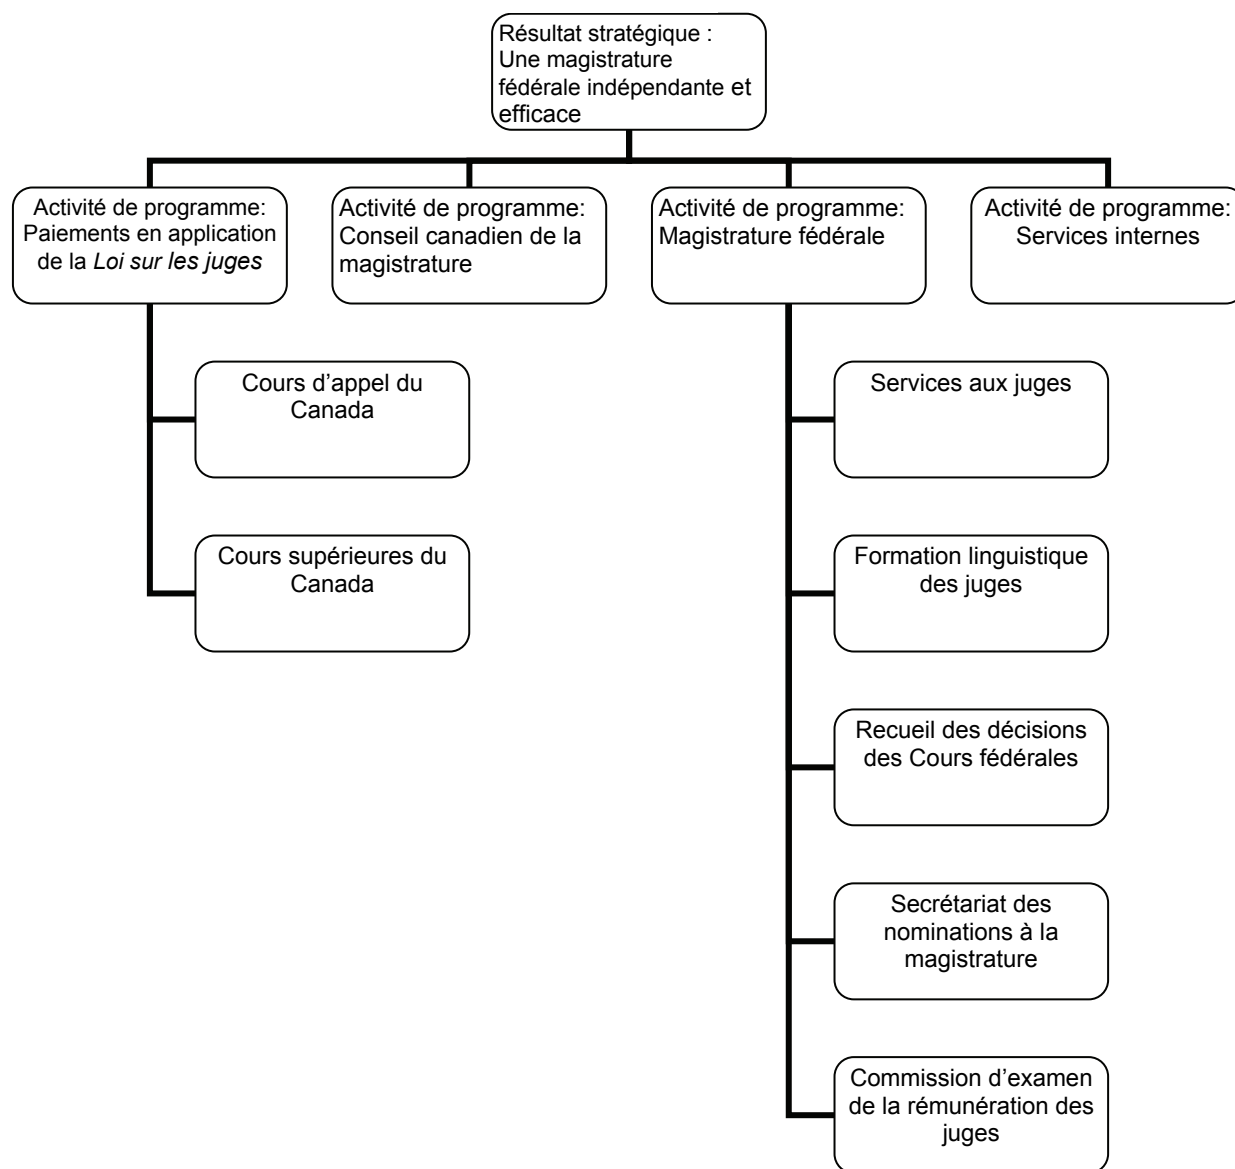 Résultat stratégique :
Une magistrature
fédérale indépendante et
efficace
Activité de programme:
Paiements en application
de la Loi sur les juges
Activité de programme:
Conseil canadien de la
magistrature
Activité de programme:
Magistrature fédérale
Activité de programme:
Services internes
Cours d’appel du
Canada
Cours supérieures du
Canada
Services aux juges
Formation linguistique
des juges
Recueil des décisions
des Cours fédérales
Secrétariat des
nominations à la
magistrature
Commission d’examen
de la rémunération des
juges